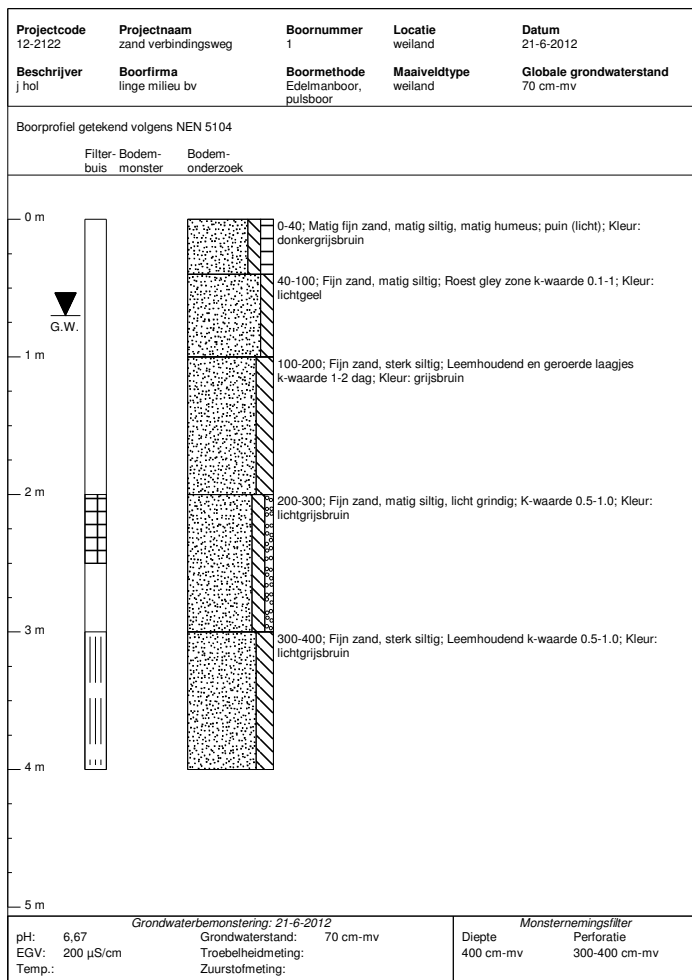 Projectcode Projectnaam Boornummer Locatie Datum
12-2122 zand verbindingsweg 1 weiland 21-6-2012
Beschrijver Boorfirma Boormethode Maaiveldtype Globale grondwaterstand
j hol linge milieu bv Edelmanboor, weiland 70 cm-mv
pulsboor
Boorprofiel getekend volgens NEN 5104
Filter- Bodem- Bodem-
buis monster onderzoek
0 m
0-40; Matig fijn zand, matig siltig, matig humeus; puin (licht); Kleur:
donkergrijsbruin
40-100; Fijn zand, matig siltig; Roest gley zone k-waarde 0.1-1; Kleur:
lichtgeel
G.W.
1 m
100-200; Fijn zand, sterk siltig; Leemhoudend en geroerde laagjes
k-waarde 1-2 dag; Kleur: grijsbruin
2 m
200-300; Fijn zand, matig siltig, licht grindig; K-waarde 0.5-1.0; Kleur:
lichtgrijsbruin
3 m
300-400; Fijn zand, sterk siltig; Leemhoudend k-waarde 0.5-1.0; Kleur:
lichtgrijsbruin
4 m
5 m
Grondwaterbemonstering: 21-6-2012 Monsternemingsfilter
pH: 6,67 Grondwaterstand: 70 cm-mv Diepte Perforatie
EGV: 200 µS/cm Troebelheidmeting: 400 cm-mv 300-400 cm-mv
Temp.: Zuurstofmeting: